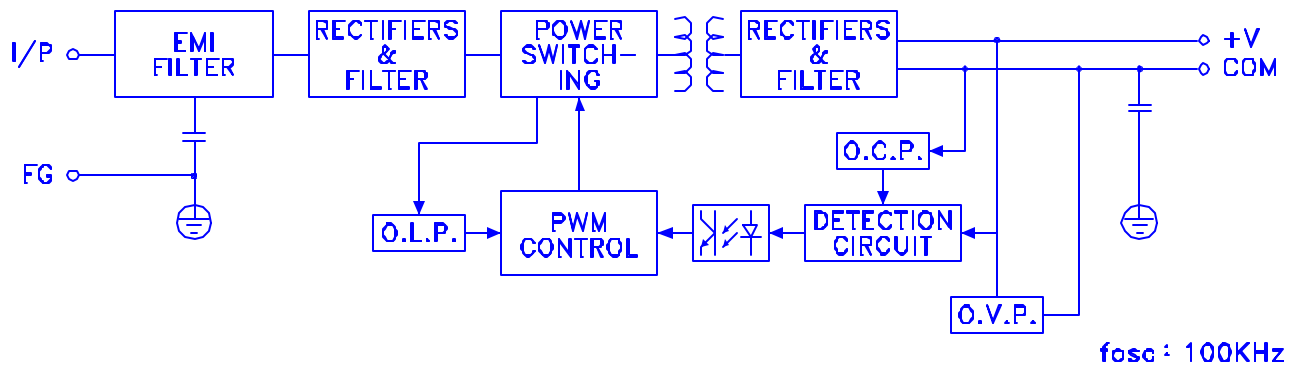 I/P
EMI
FILTER
RECTIFIERS
&
FILTER
POWER
SWITCH-
ING
RECTIFIERS
&
FILTER
+V
COM
O.C.P.
FG
O.L.P.
PWM
CONTROL
DETECTION
CIRCUIT
O.V.P.
fosc : 100KHz